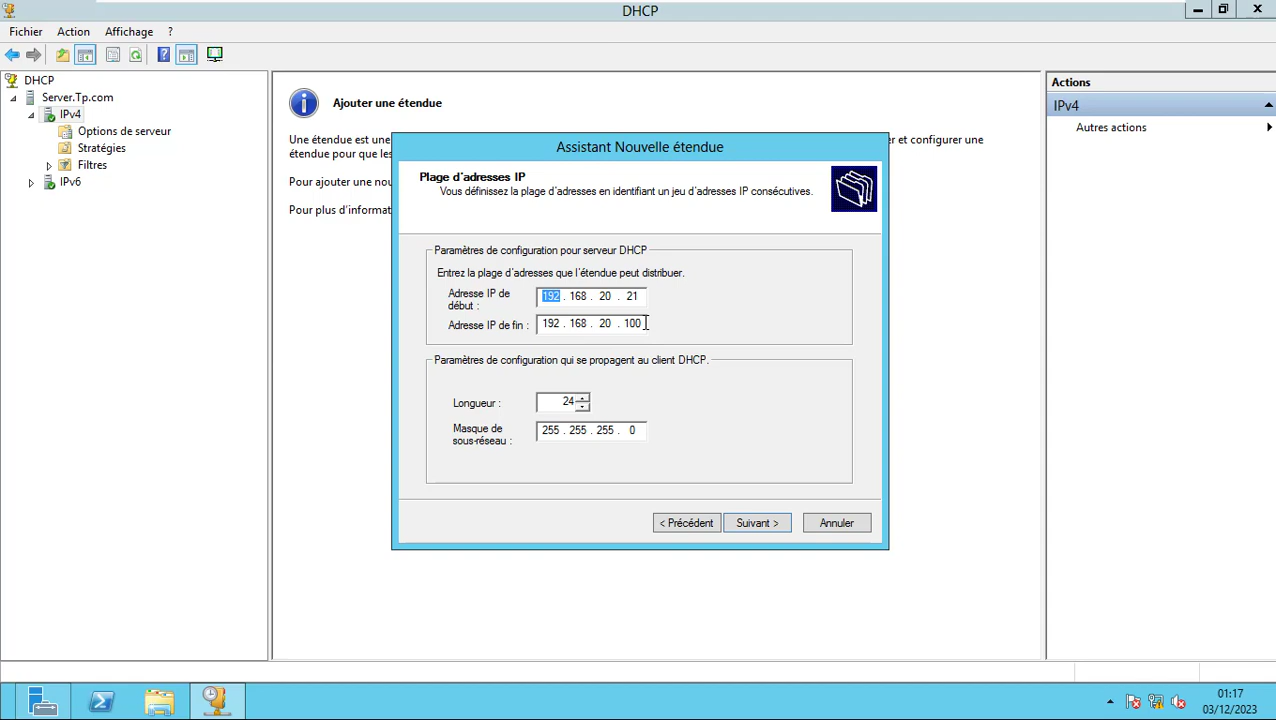 DHCP
Fichier Action Affichage ?
DHCP
Server.Tp.com
IPv4
Options de serveur
Stratégies
Filtres
IPv6
Ajouter une étendue
Une étendue est une
er et configurer une
étendue pour que les
Pour ajouter une nou
Pour plus d'informat
Assistant Nouvelle étendue
Plage d'adresses IP
Vous définissez la plage d'adresses en identifiant un jeu d'adresses IP consécutives.
Paramètres de configuration pour serveur DHCP
Entrez la plage d'adresses que l'étendue peut distribuer.
Adresse IP de
début :
192 . 168 . 20 . 21
Adresse IP de fin : 192 . 168 . 20 . 100
Paramètres de configuration qui se propagent au client DHCP.
Longueur : 24
Masque de
sous-réseau :
255 . 255 . 255 . 0
< Précédent Suivant > Annuler
Actions
IPv4
Autres actions
01:17
03/12/2023